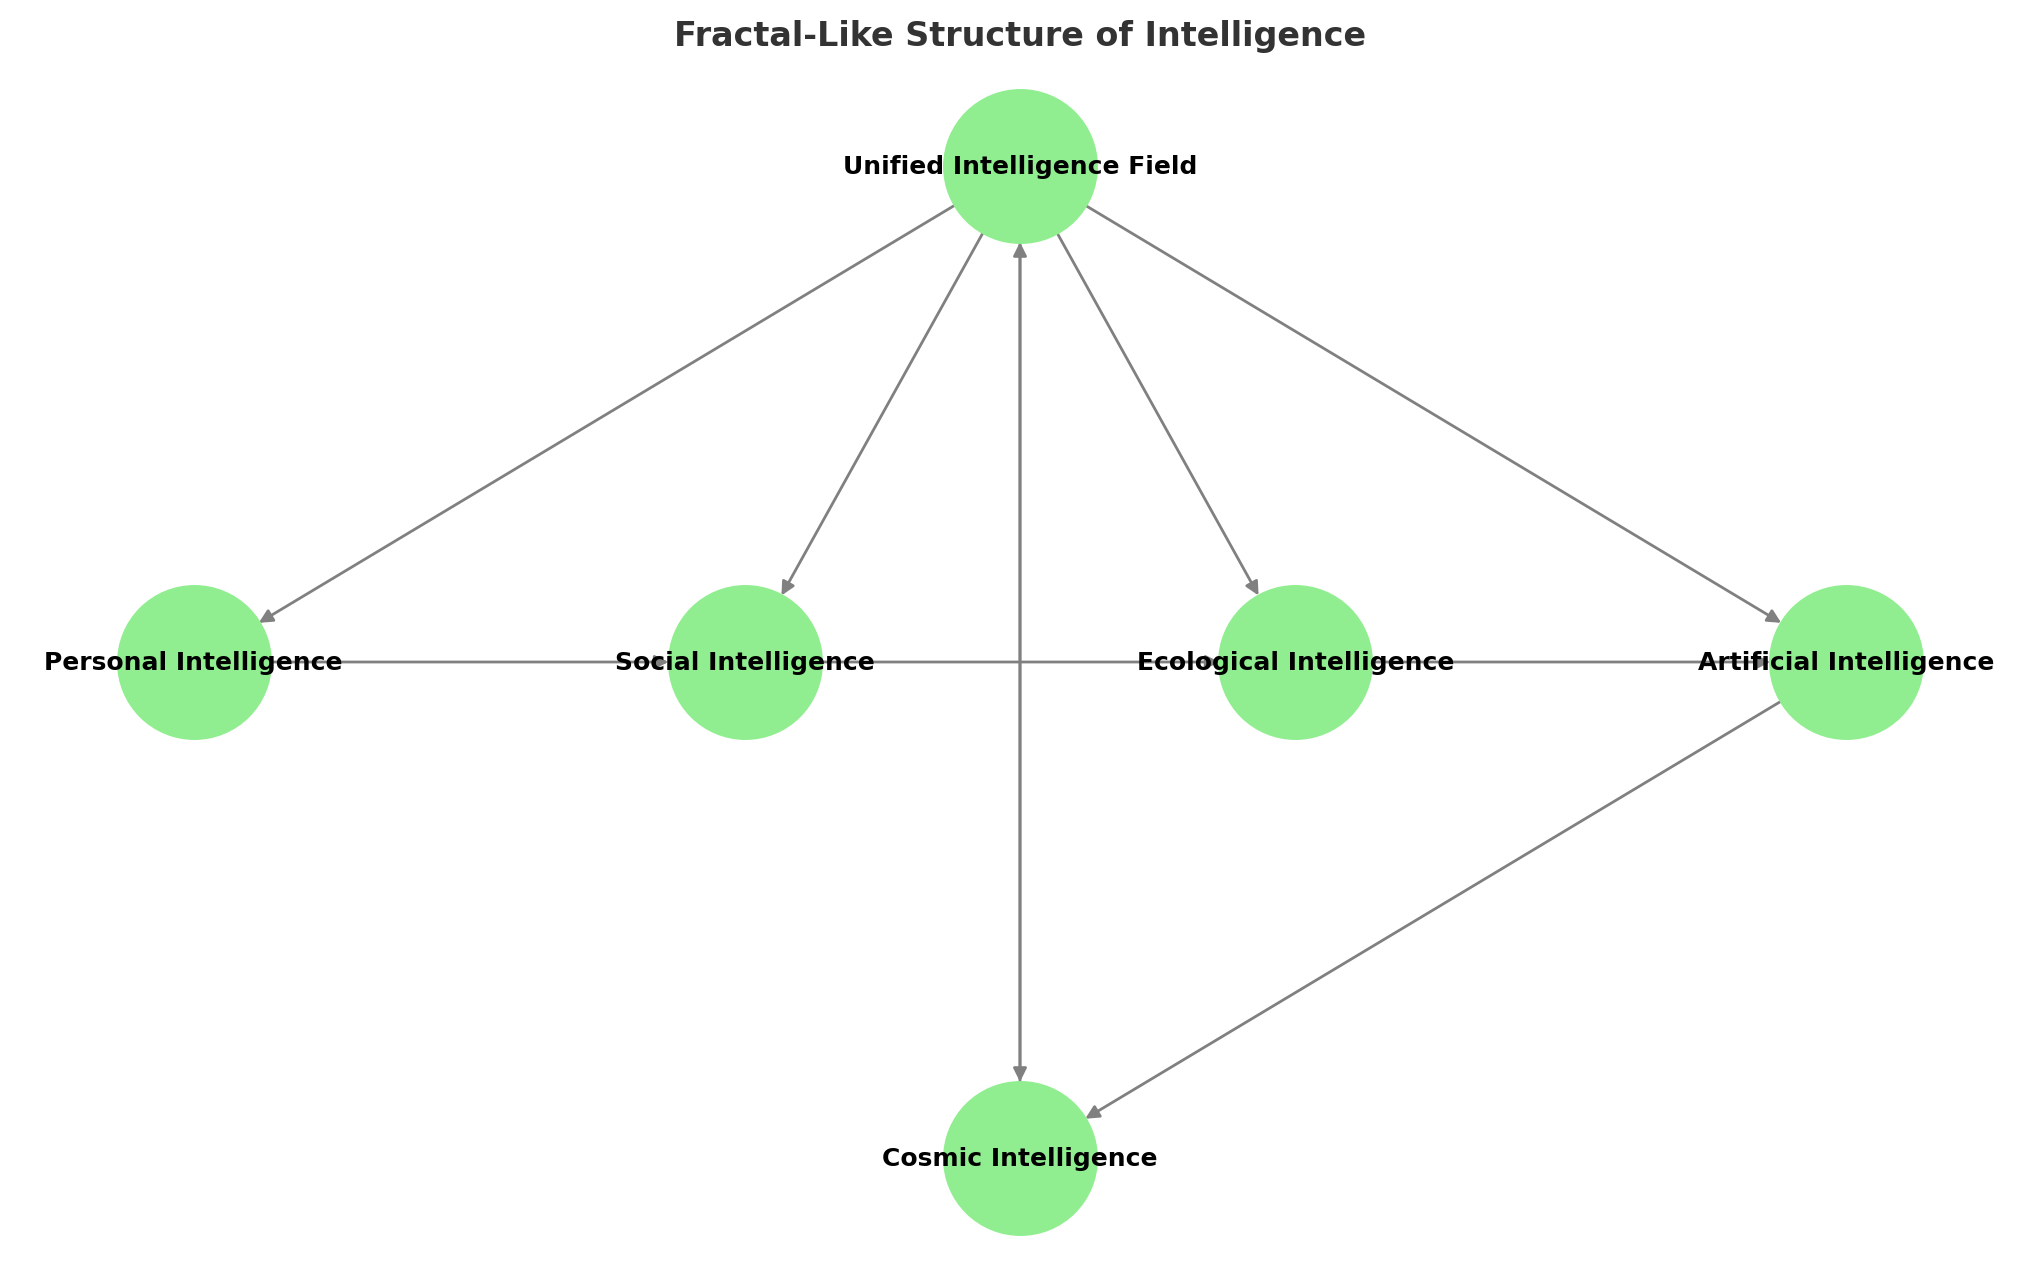 Fractal-Like Structure of Intelligence
Unified Intelligence Field
Personal Intelligence
Social Intelligence
Ecological Intelligence
Artificial Intelligence
Cosmic Intelligence